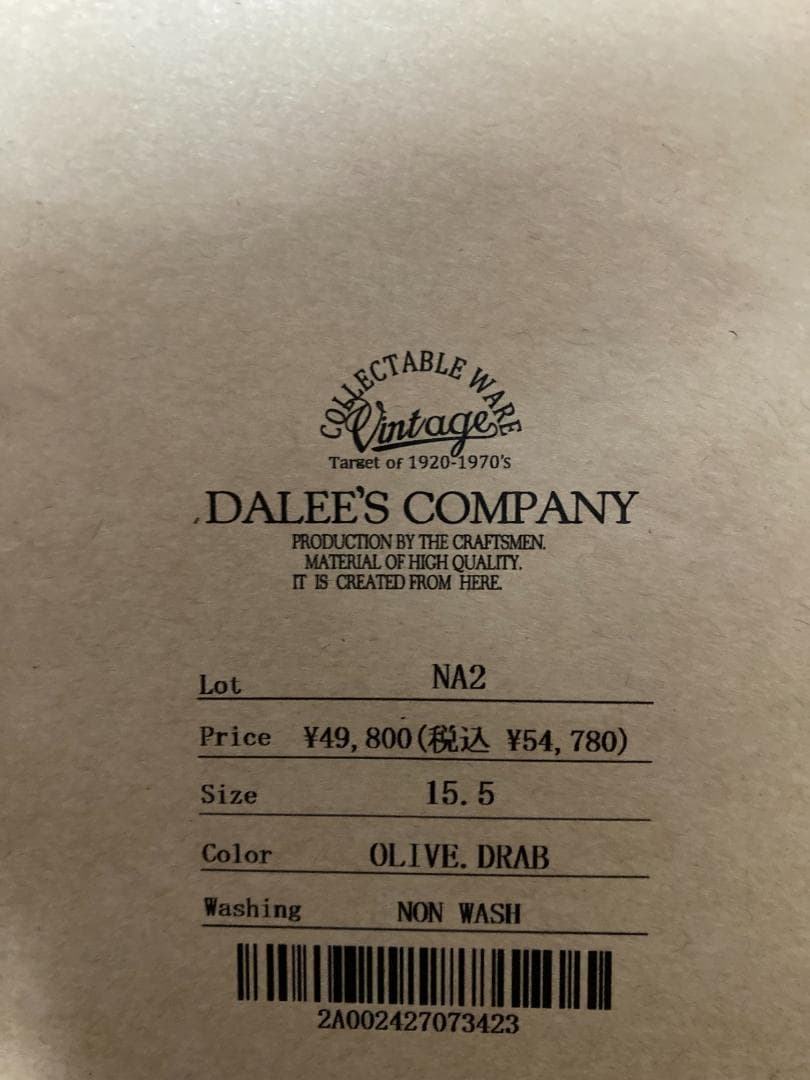 COLLECTABLE WARE
Vintage
Target of 1920-1970's
DALEE'S COMPANY
PRODUCTION BY THE CRAFTSMEN.
MATERIAL OF HIGH QUALITY.
IT IS CREATED FROM HERE.
Lot NA2
Price ¥49,800(税込 ¥54,780)
Size 15.5
Color OLIVE.DRAB
Washing NON WASH
2A002427073423